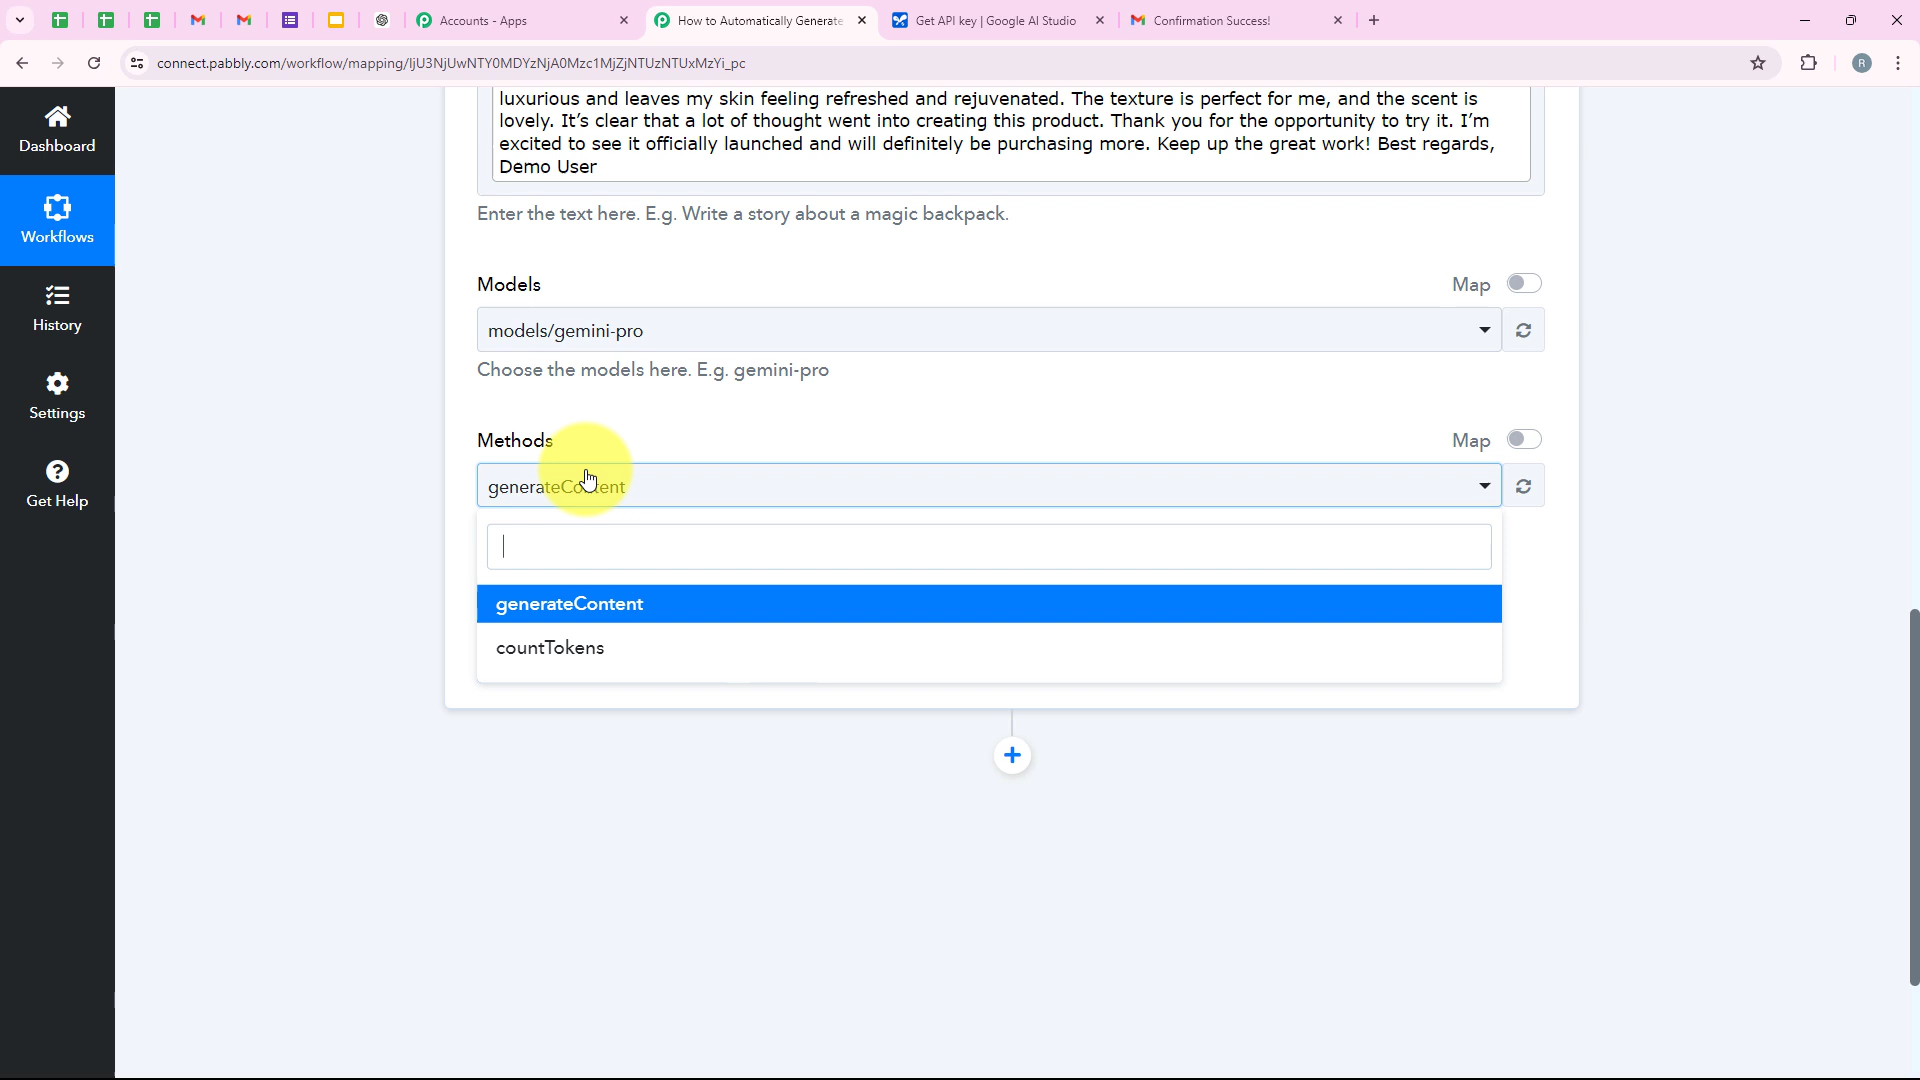 Accounts - Apps
How to Automatically Generate
Get API key | Google AI Studio
Confirmation Success!
connect.pabbly.com/workflow/mapping/IjU3NjUwNTY0MDYzNjA0Mzc1MjZjNTUzNTUxMzYi_pc
R
Dashboard
Workflows
History
Settings
Get Help
luxurious and leaves my skin feeling refreshed and rejuvenated. The texture is perfect for me, and the scent is
lovely. It's clear that a lot of thought went into creating this product. Thank you for the opportunity to try it. I'm
excited to see it officially launched and will definitely be purchasing more. Keep up the great work! Best regards,
Demo User
Enter the text here. E.g. Write a story about a magic backpack.
Models
Map
models/gemini-pro
Choose the models here. E.g. gemini-pro
Methods
Map
generateContent
generateContent
countTokens